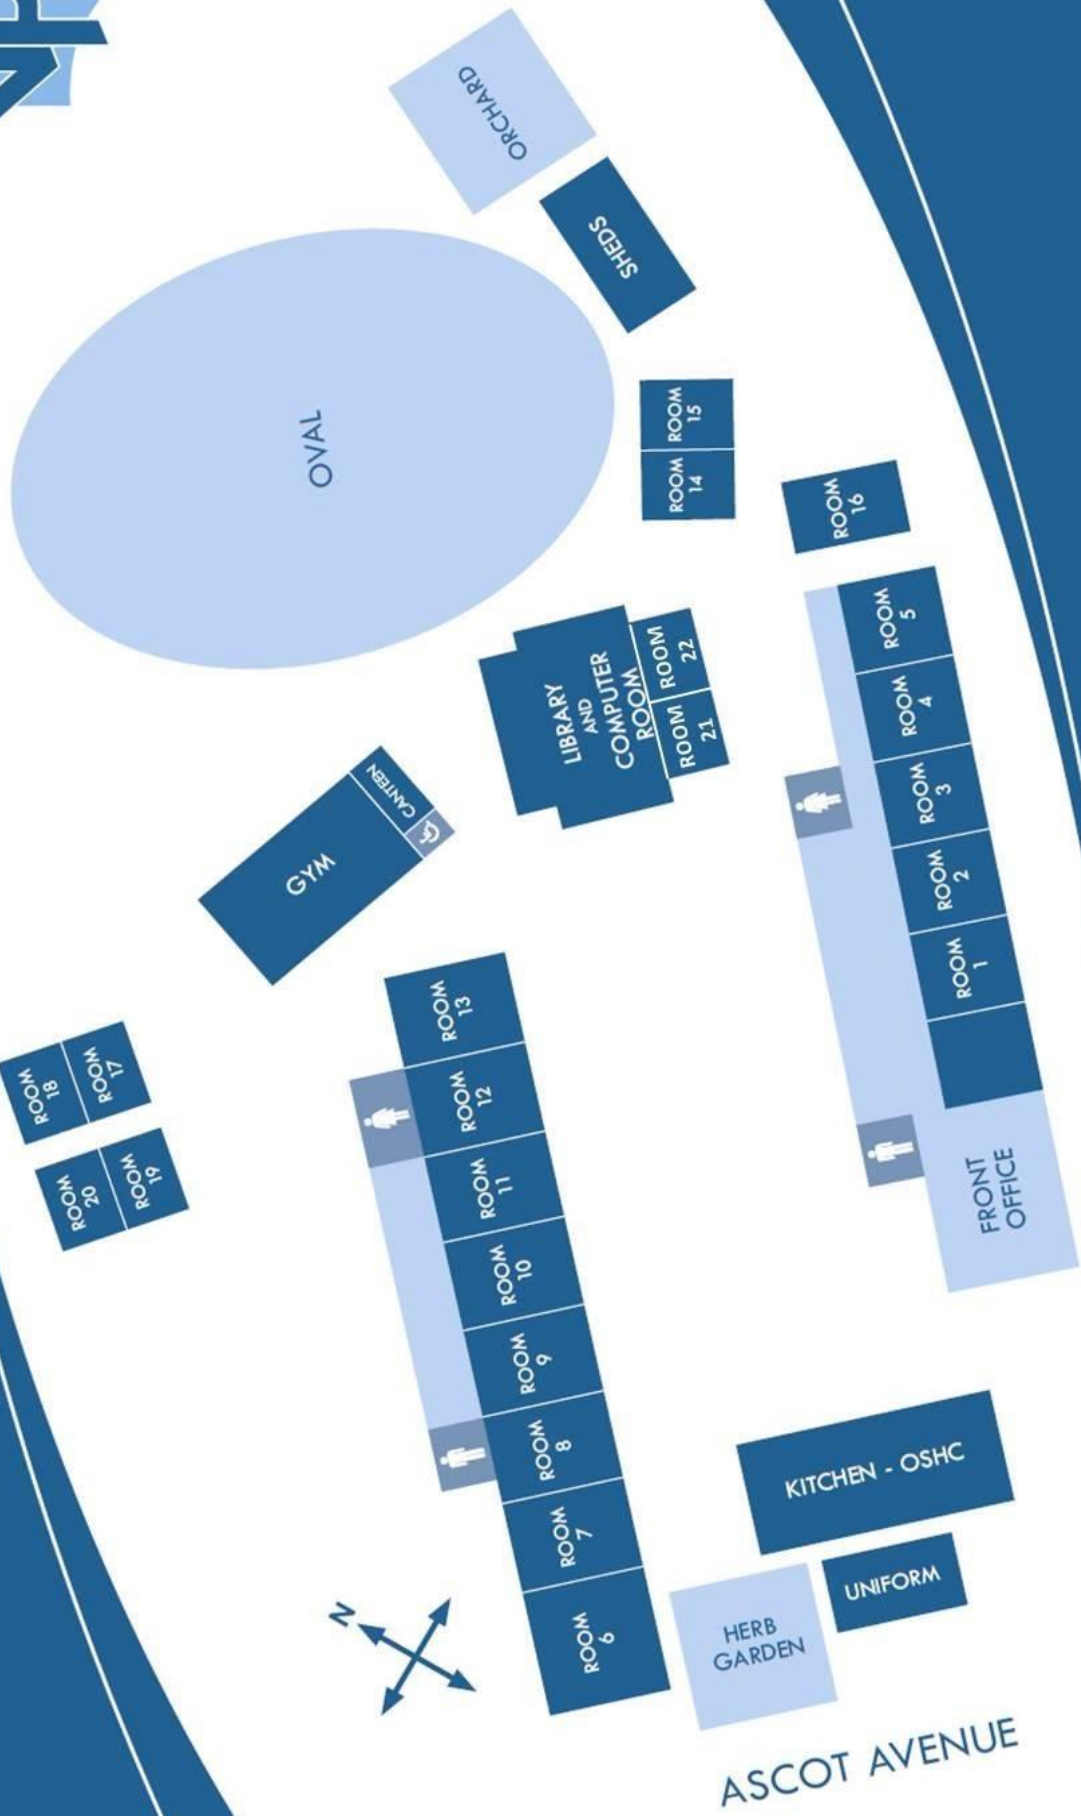 ORCHARD
SHEDS
OVAL
ROOM
15
ROOM
14
ROOM
16
ROOM
5
ROOM
4
ROOM
3
ROOM
2
ROOM
1
LIBRARY
AND
COMPUTER
ROOM
ROOM
22
ROOM
21
CANTEEN
GYM
ROOM
13
ROOM
12
ROOM
11
ROOM
10
ROOM
9
ROOM
8
ROOM
7
ROOM
6
ROOM
18
ROOM
17
ROOM
20
ROOM
19
FRONT
OFFICE
KITCHEN - OSHC
UNIFORM
HERB
GARDEN
N
ASCOT AVENUE